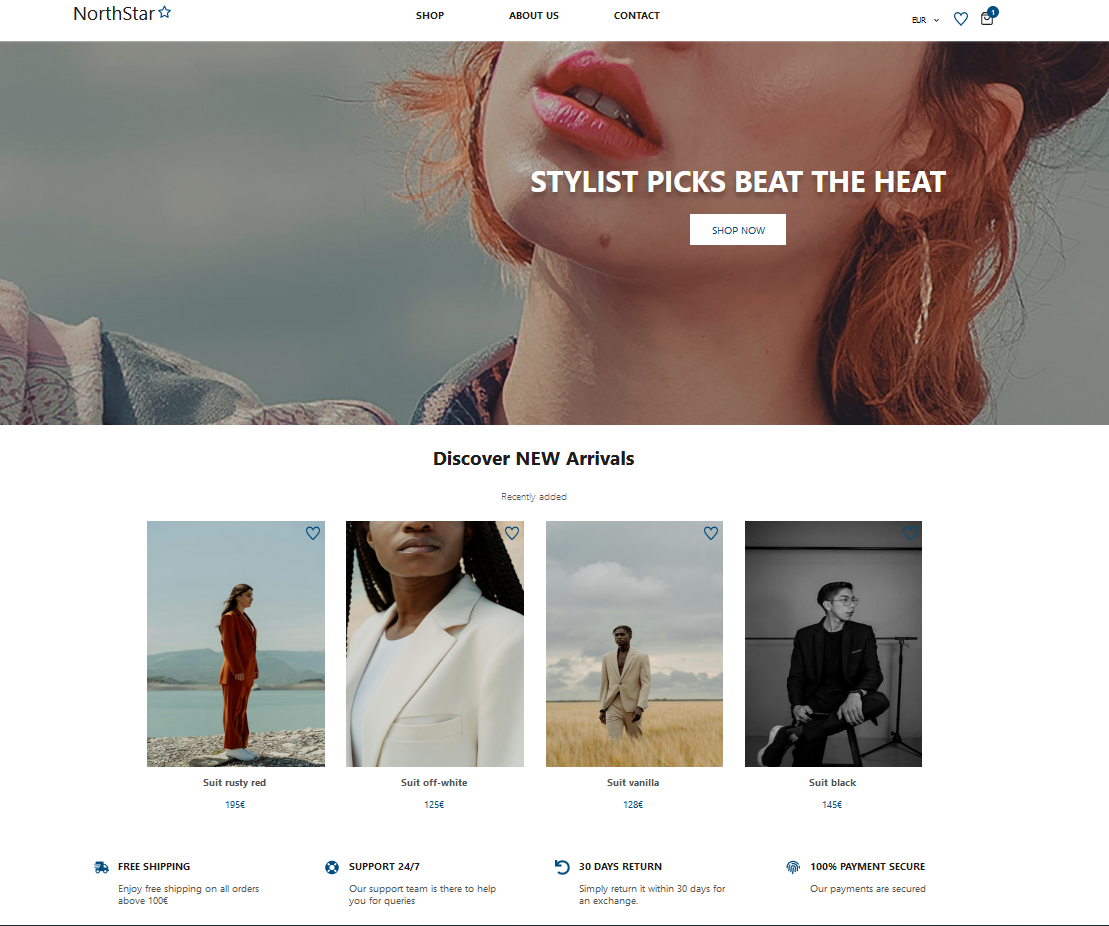 NorthStar
SHOP
ABOUT US
CONTACT
EUR
1
STYLIST PICKS BEAT THE HEAT
SHOP NOW
Discover NEW Arrivals
Recently added
Suit rusty red
195€
Suit off-white
125€
Suit vanilla
128€
Suit black
145€
FREE SHIPPING
Enjoy free shipping on all orders
above 100€
SUPPORT 24/7
Our support team is there to help
you for queries
30 DAYS RETURN
Simply return it within 30 days for
an exchange.
100% PAYMENT SECURE
Our payments are secured